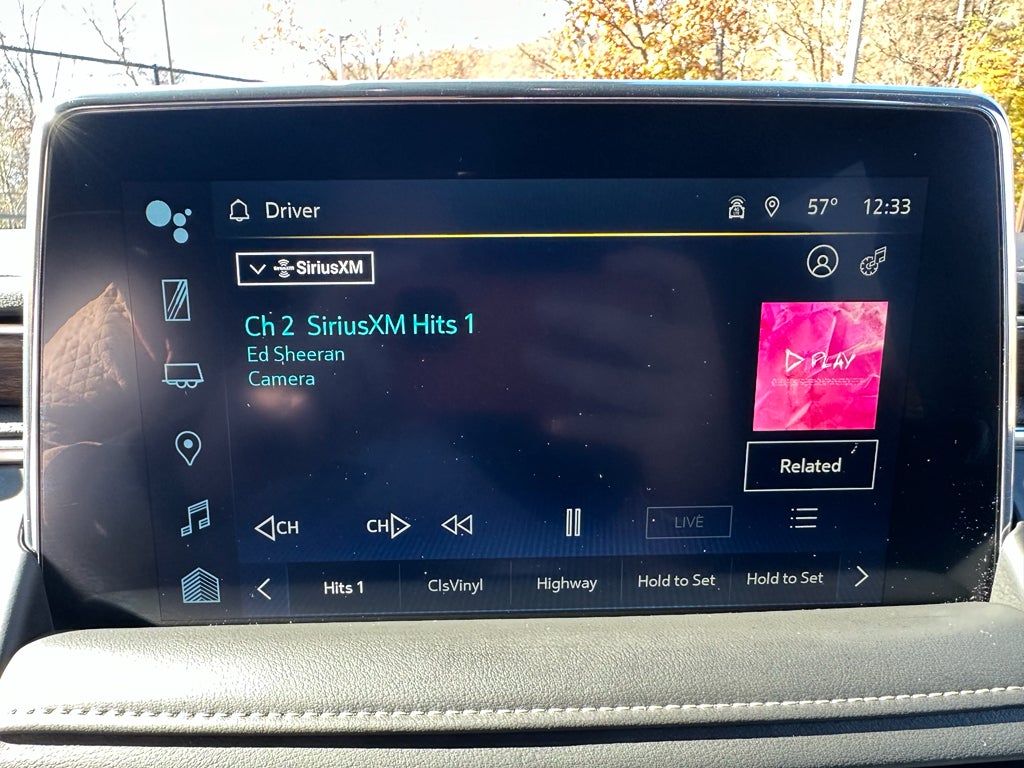 Driver
57° 12:33
SiriusXM
Ch 2 SiriusXM Hits 1
Ed Sheeran
Camera
PLAY
Related
CH
CH
LIVE
Hits 1
ClsVinyl
Highway
Hold to Set
Hold to Set